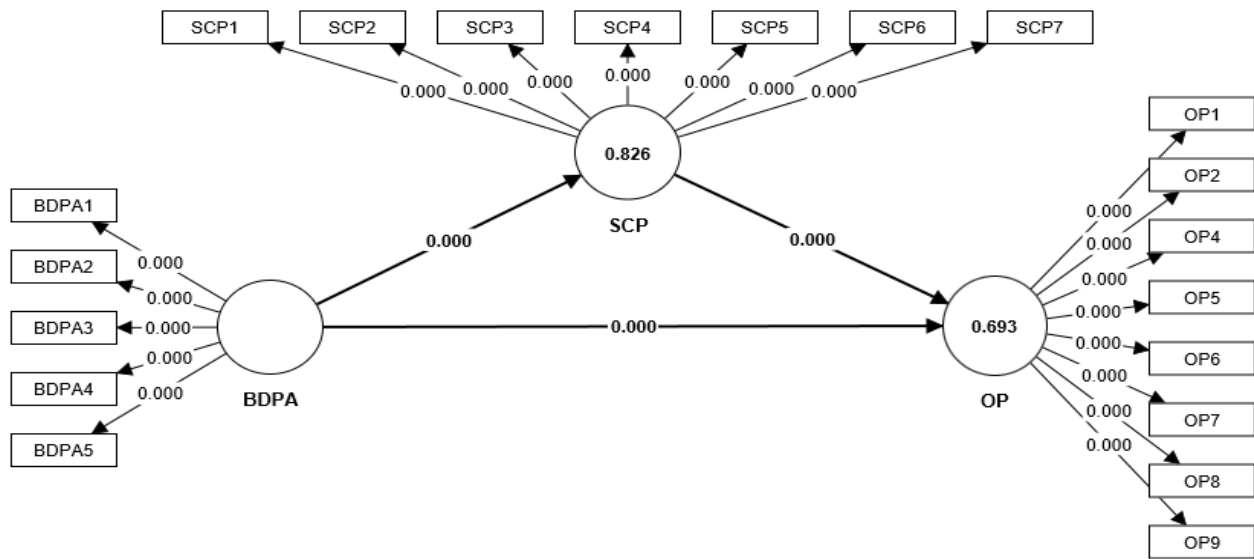 SCP1 SCP2 SCP3 SCP4 SCP5 SCP6 SCP7
0.000 0.000 0.000 0.000 0.000 0.000 0.000
0.826
SCP
BDPA1
BDPA2
BDPA3
BDPA4
BDPA5
0.000
0.000
0.000
0.000
0.000
BDPA
0.000
0.000
0.000
0.693
OP
0.000
0.000
0.000
0.000
0.000
0.000
0.000
0.000
OP1
OP2
OP4
OP5
OP6
OP7
OP8
OP9